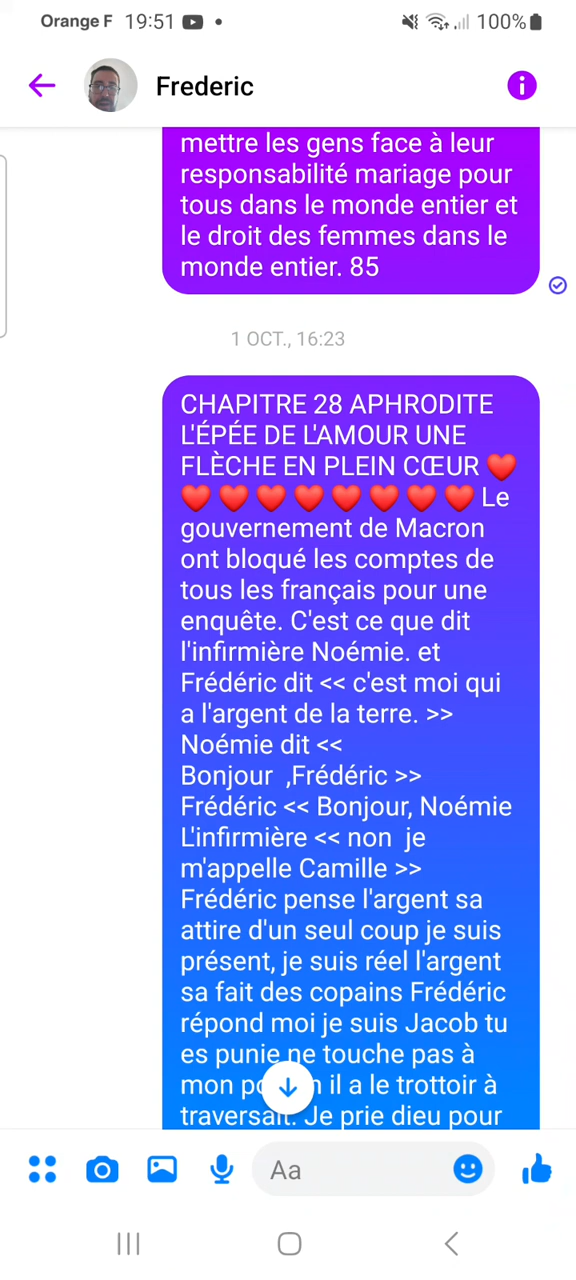 Orange F 19:51 100%
Frederic
mettre les gens face à leur
responsabilité mariage pour
tous dans le monde entier et
le droit des femmes dans le
monde entier. 85
1 OCT., 16:23
CHAPITRE 28 APHRODITE
L'ÉPÉE DE L'AMOUR UNE
FLÈCHE EN PLEIN CŒUR ❤️
❤️ ❤️ ❤️ ❤️ ❤️ ❤️ ❤️ ❤️ Le
gouvernement de Macron
ont bloqué les comptes de
tous les français pour une
enquête. C'est ce que dit
l'infirmière Noémie. et
Frédéric dit << c'est moi qui
a l'argent de la terre. >>
Noémie dit <<
Bonjour  ,Frédéric >>
Frédéric << Bonjour, Noémie
L'infirmière << non  je
m'appelle Camille >>
Frédéric pense l'argent sa
attire d'un seul coup je suis
présent, je suis réel l'argent
sa fait des copains Frédéric
répond moi je suis Jacob tu
es punie ne touche pas à
mon il a le trottoir à
traversait. Je prie dieu pour
Aa